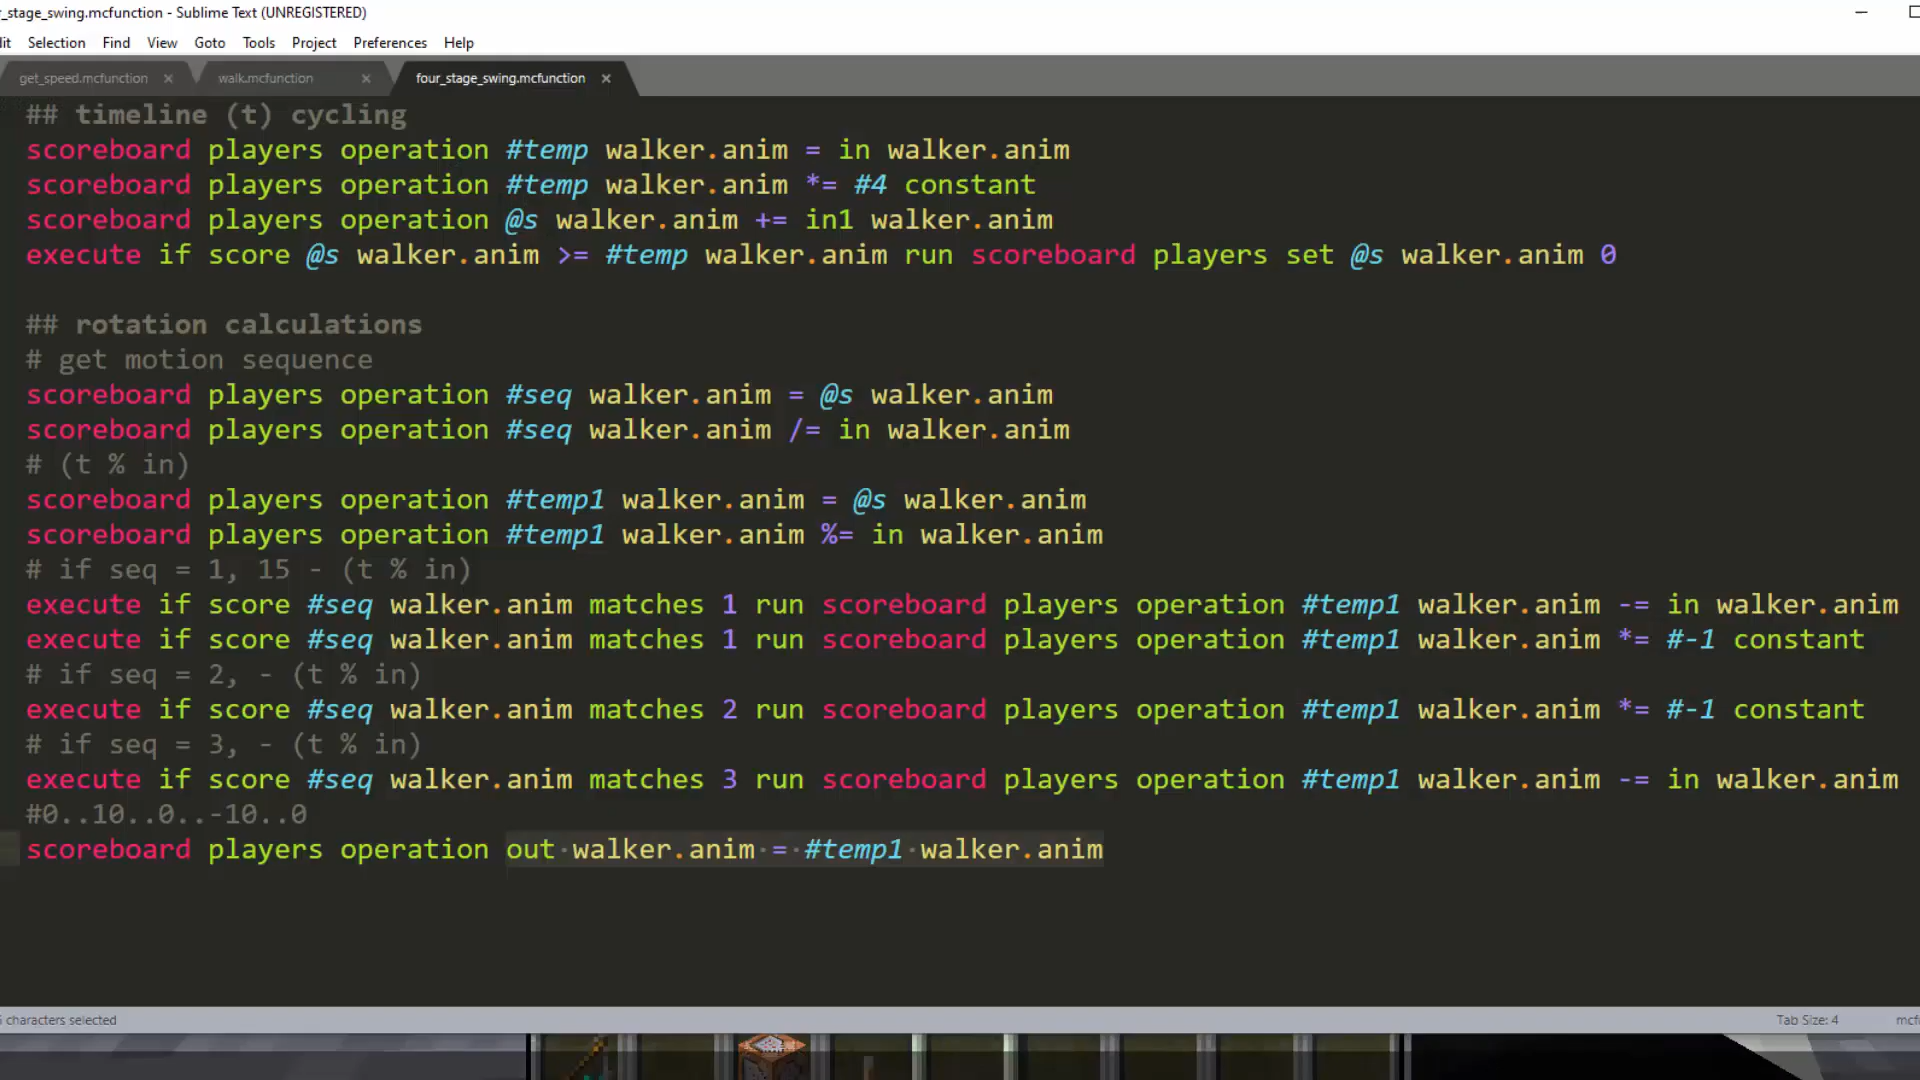 r_stage_swing.mcfunction - Sublime Text (UNREGISTERED)
it Selection Find View Goto Tools Project Preferences Help
get_speed.mcfunction × walk.mcfunction × four_stage_swing.mcfunction ×
## timeline (t) cycling
scoreboard players operation #temp walker.anim = in walker.anim
scoreboard players operation #temp walker.anim *= #4 constant
scoreboard players operation @s walker.anim += in1 walker.anim
execute if score @s walker.anim >= #temp walker.anim run scoreboard players set @s walker.anim 0
## rotation calculations
# get motion sequence
scoreboard players operation #seq walker.anim = @s walker.anim
scoreboard players operation #seq walker.anim /= in walker.anim
# (t % in)
scoreboard players operation #temp1 walker.anim = @s walker.anim
scoreboard players operation #temp1 walker.anim %= in walker.anim
# if seq = 1, 15 - (t % in)
execute if score #seq walker.anim matches 1 run scoreboard players operation #temp1 walker.anim -= in walker.anim
execute if score #seq walker.anim matches 1 run scoreboard players operation #temp1 walker.anim *= #-1 constant
# if seq = 2, - (t % in)
execute if score #seq walker.anim matches 2 run scoreboard players operation #temp1 walker.anim *= #-1 constant
# if seq = 3, - (t % in)
execute if score #seq walker.anim matches 3 run scoreboard players operation #temp1 walker.anim -= in walker.anim
#0..10..0..-10..0
scoreboard players operation out walker.anim = #temp1 walker.anim
characters selected Tab Size: 4 mcf